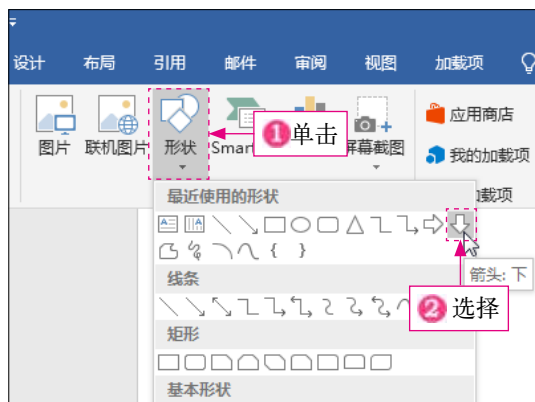 设计 布局 引用 邮件 审阅 视图 加载项
图片 联机图片 形状 Smar 屏幕截图
应用商店
我的加载项
❶单击
载项
最近使用的形状
箭头: 下
线条
❷选择
矩形
基本形状